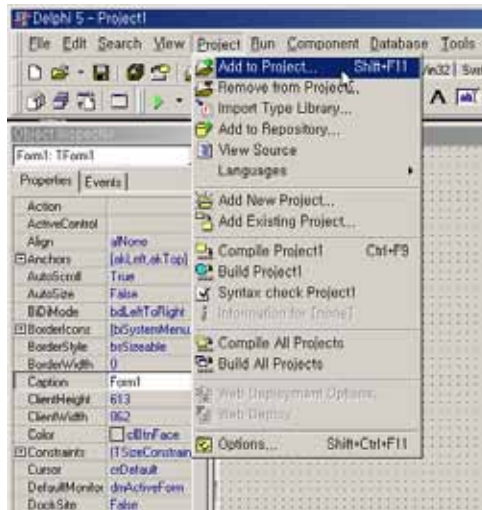 Delphi 5 - Project1
File Edit Search View Project Run Component Database Tools
Add to Project... Shift+F11
Remove from Project...
Import Type Library...
Add to Repository...
View Source
Languages
Add New Project...
Add Existing Project...
Compile Project1 Ctrl+F9
Build Project1
Syntax check Project1
Information for [none]
Compile All Projects
Build All Projects
Web Deployment Options...
Web Deploy
Options... Shift+Ctrl+F11
Win32
Object Inspector
Form1: TForm1
Properties Events
Action
ActiveControl
Align alNone
Anchors [akLeft,akTop]
AutoScroll True
AutoSize False
BiDiMode bdLeftToRight
BorderIcons [biSystemMenu,
BorderStyle bsSizeable
BorderWidth 0
Caption Form1
ClientHeight 613
ClientWidth 862
Color clBtnFace
Constraints (TSizeConstrain
Cursor crDefault
DefaultMonitor dmActiveForm
DockSite False